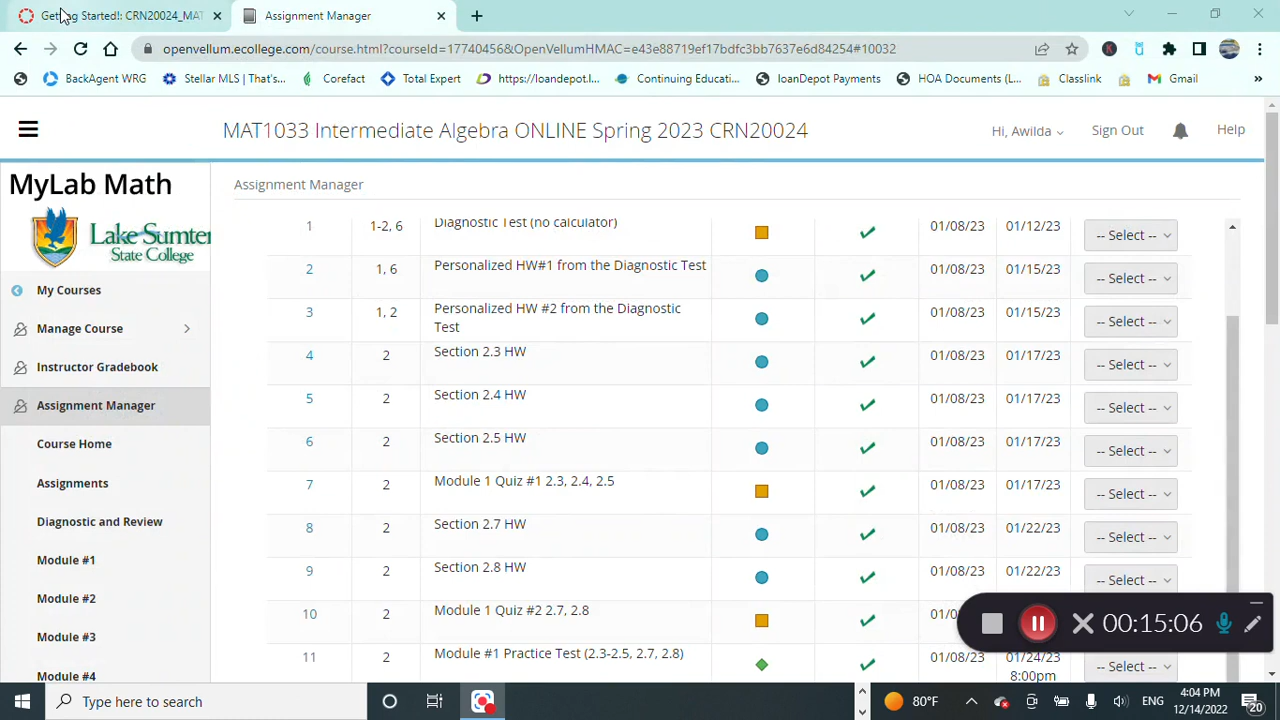 Getting Started!: CRN20024_MAT
Assignment Manager
openvellum.ecollege.com/course.html?courseId=17740456&OpenVellumHMAC=e43e88719ef17bdfc3bb7637e6d84254#10032
BackAgent WRG
Stellar MLS | That's...
Corefact
Total Expert
https://loandepot.l...
Continuing Educati...
loanDepot Payments
HOA Documents (L...
Classlink
Gmail
»
MAT1033 Intermediate Algebra ONLINE Spring 2023 CRN20024
Hi, Awilda
Sign Out
Help
MyLab Math
Lake Sumter
State College
My Courses
Manage Course
Instructor Gradebook
Assignment Manager
Course Home
Assignments
Diagnostic and Review
Module #1
Module #2
Module #3
Module #4
Assignment Manager
1 1-2, 6 Diagnostic Test (no calculator) 01/08/23 01/12/23 -- Select --
2 1, 6 Personalized HW#1 from the Diagnostic Test 01/08/23 01/15/23 -- Select --
3 1, 2 Personalized HW #2 from the Diagnostic 01/08/23 01/15/23 -- Select --
Test
4 2 Section 2.3 HW 01/08/23 01/17/23 -- Select --
5 2 Section 2.4 HW 01/08/23 01/17/23 -- Select --
6 2 Section 2.5 HW 01/08/23 01/17/23 -- Select --
7 2 Module 1 Quiz #1 2.3, 2.4, 2.5 01/08/23 01/17/23 -- Select --
8 2 Section 2.7 HW 01/08/23 01/22/23 -- Select --
9 2 Section 2.8 HW 01/08/23 01/22/23 -- Select --
10 2 Module 1 Quiz #2 2.7, 2.8
11 2 Module #1 Practice Test (2.3-2.5, 2.7, 2.8) 01/08/23 01/24/23 -- Select --
8:00pm
00:15:06
Type here to search
80°F
ENG
4:04 PM
12/14/2022
20